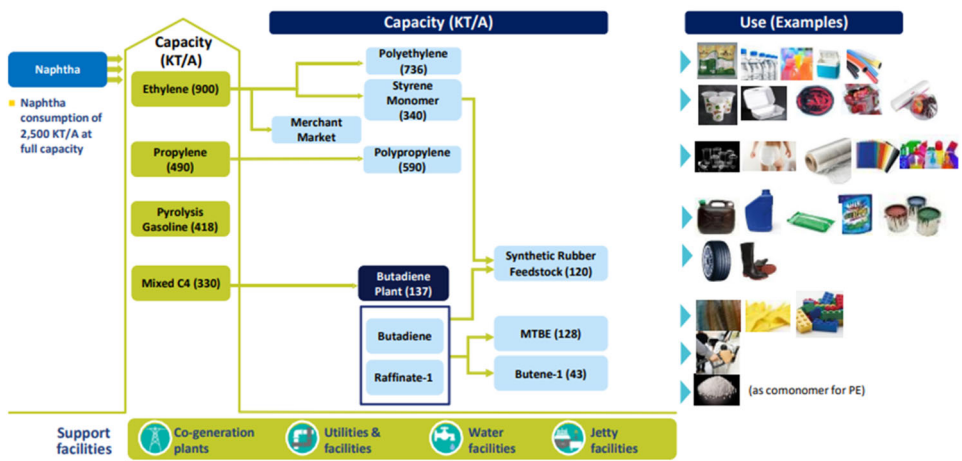 Capacity (KT/A)
Use (Examples)
Naphtha
Naphtha
consumption of
2,500 KT/A at
full capacity
Capacity
(KT/A)
Ethylene (900)
Propylene
(490)
Pyrolysis
Gasoline (418)
Mixed C4 (330)
Polyethylene
(736)
Styrene
Monomer
(340)
Merchant
Market
Polypropylene
(590)
Butadiene
Plant (137)
Butadiene
Raffinate-1
Synthetic Rubber
Feedstock (120)
MTBE (128)
Butene-1 (43)
(as comonomer for PE)
Support
facilities
Co-generation
plants
Utilities &
facilities
Water
facilities
Jetty
facilities